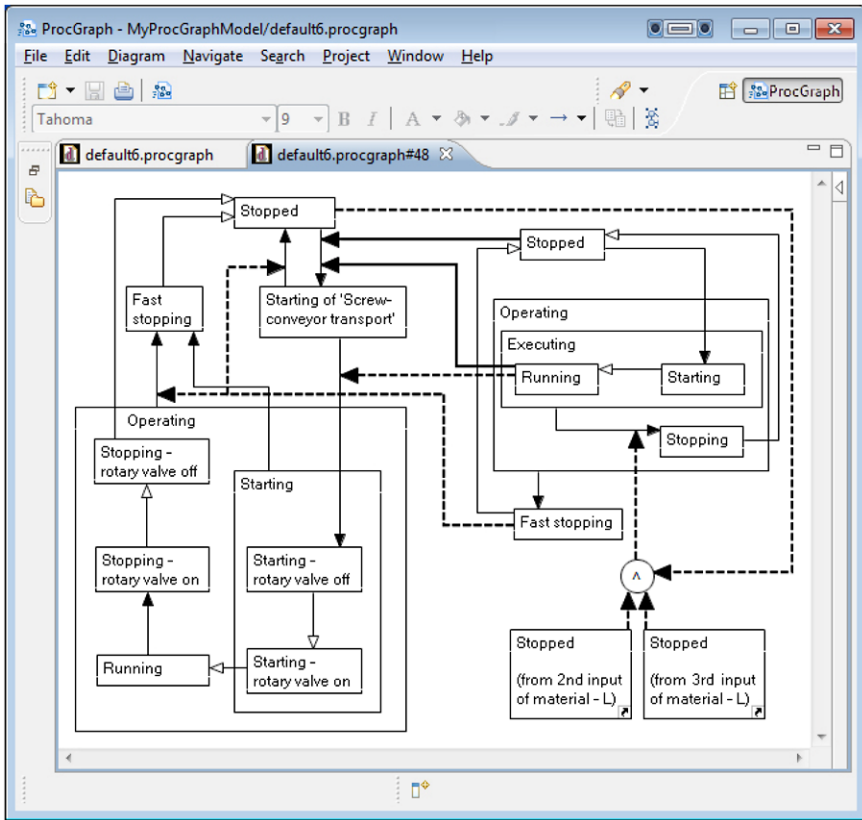 ProcGraph - MyProcGraphModel/default6.procgraph
File Edit Diagram Navigate Search Project Window Help
ProcGraph
Tahoma 9 B I A
default6.procgraph default6.procgraph#48
Stopped
Stopped
Fast
stopping
Starting of 'Screw-
conveyor transport'
Operating
Executing
Running
Starting
Stopping
Operating
Stopping -
rotary valve off
Starting
Fast stopping
Stopping -
rotary valve on
Starting -
rotary valve off
^
Running
Starting -
rotary valve on
Stopped
(from 2nd input
of material - L)
Stopped
(from 3rd input
of material - L)